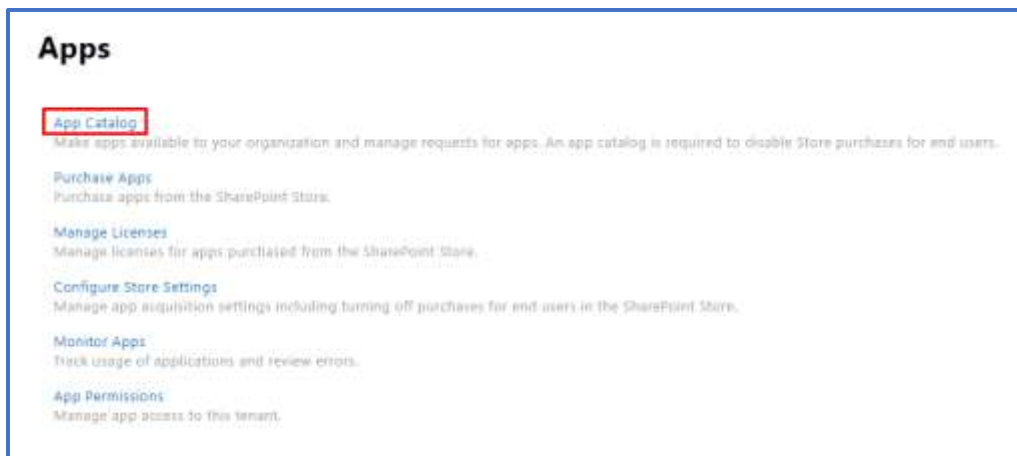 Apps
App Catalog
Make apps available to your organization and manage requests for apps. An app catalog is required to disable Store purchases for end users.
Purchase Apps
Purchase apps from the SharePoint Store.
Manage Licenses
Manage licenses for apps purchased from the SharePoint Store.
Configure Store Settings
Manage app acquisition settings including turning off purchases for end users in the SharePoint Store.
Monitor Apps
Track usage of applications and review errors.
App Permissions
Manage app access to this tenant.